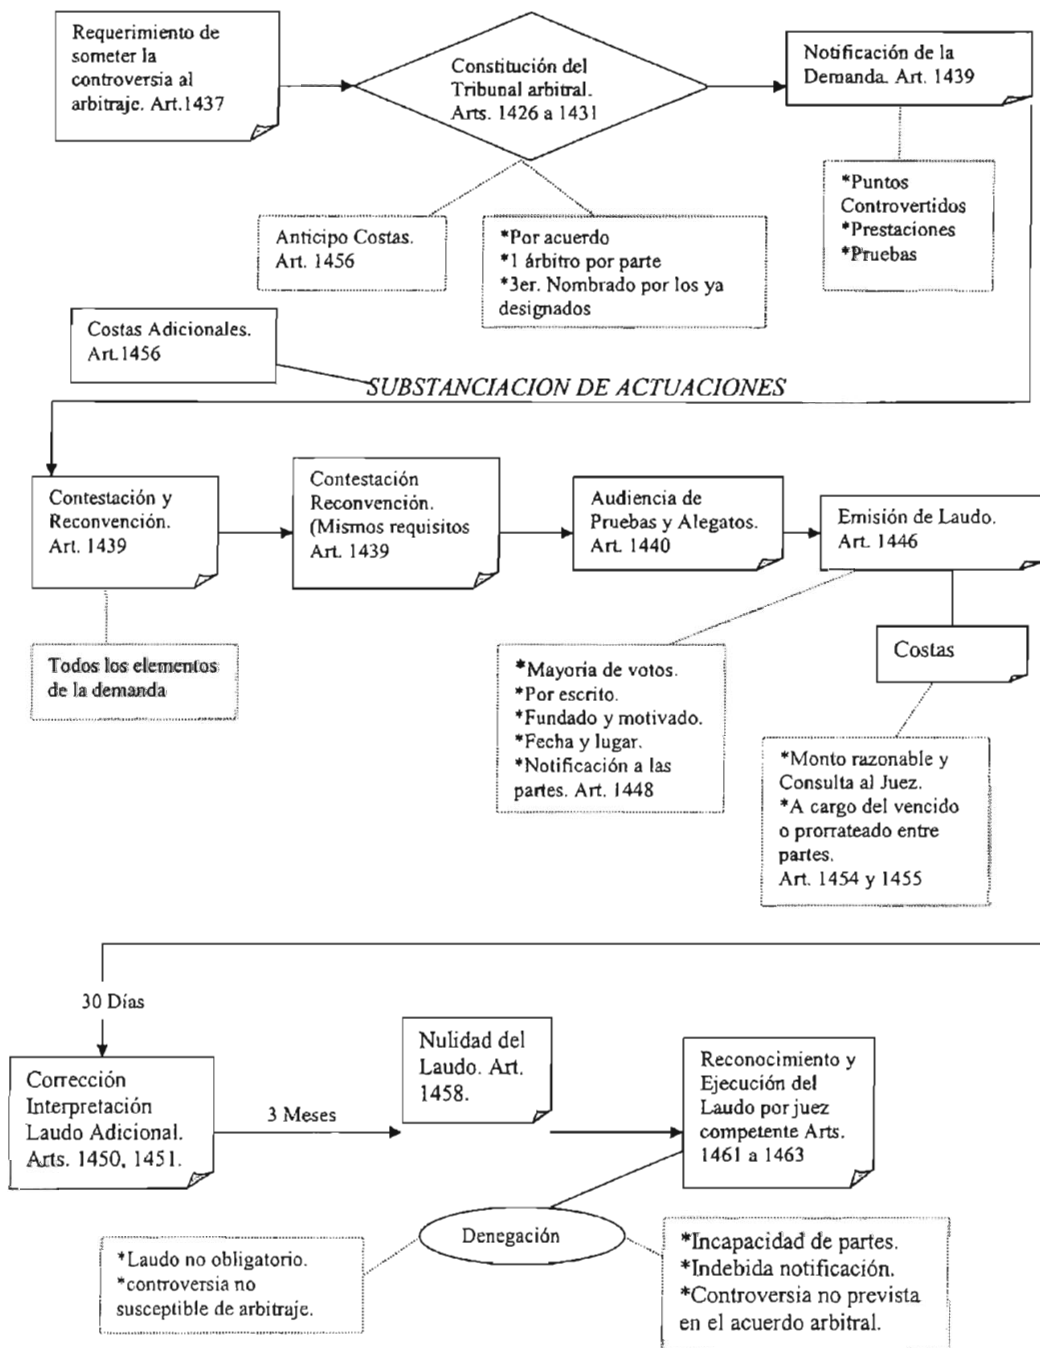 Requerimiento de
someter la
controversia al
arbitraje. Art.1437
Constitución del
Tribunal arbitral.
Arts. 1426 a 1431
Notificación de la
Demanda. Art. 1439
*Puntos
Controvertidos
*Prestaciones
*Pruebas
Anticipo Costas.
Art. 1456
*Por acuerdo
*1 árbitro por parte
*3er. Nombrado por los ya
designados
Costas Adicionales.
Art.1456
SUBSTANCIACION DE ACTUACIONES
Contestación y
Reconvención.
Art. 1439
Contestación
Reconvención.
(Mismos requisitos
Art. 1439
Audiencia de
Pruebas y Alegatos.
Art. 1440
Emisión de Laudo.
Art. 1446
Todos los elementos
de la demanda
*Mayoria de votos.
*Por escrito.
*Fundado y motivado.
*Fecha y lugar.
*Notificación a las
partes. Art. 1448
Costas
*Monto razonable y
Consulta al Juez.
*A cargo del vencido
o prorrateado entre
partes.
Art. 1454 y 1455
30 Días
Corrección
Interpretación
Laudo Adicional.
Arts. 1450, 1451.
3 Meses
Nulidad del
Laudo. Art.
1458.
Reconocimiento y
Ejecución del
Laudo por juez
competente Arts.
1461 a 1463
Denegación
*Laudo no obligatorio.
*controversia no
susceptible de arbitraje.
*Incapacidad de partes.
*Indebida notificación.
*Controversia no prevista
en el acuerdo arbitral.